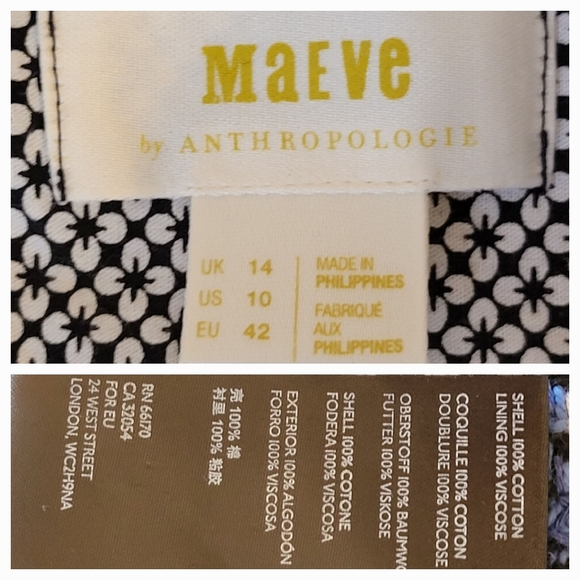 MaEve
by ANTHROPOLOGIE
UK 14
US 10
EU 42
MADE IN
PHILIPPINES
FABRIQUÉ
AUX
PHILIPPINES
SHELL 100% COTTON
LINING 100% VISCOSE
COQUILLE 100% COTON
DOUBLURE 100% VISCOSE
OBERSTOFF 100% BAUMWO
FUTTER 100% VISKOSE
SHELL 100% COTONE
FODERA 100% VISCOSA
EXTERIOR 100% ALGODÓN
FORRO 100% VISCOSA
亮 100% 棉
衬里 100% 粘胶
RN 66170
CA 32054
FOR EU
24 WEST STREET
LONDON, WC2H9NA